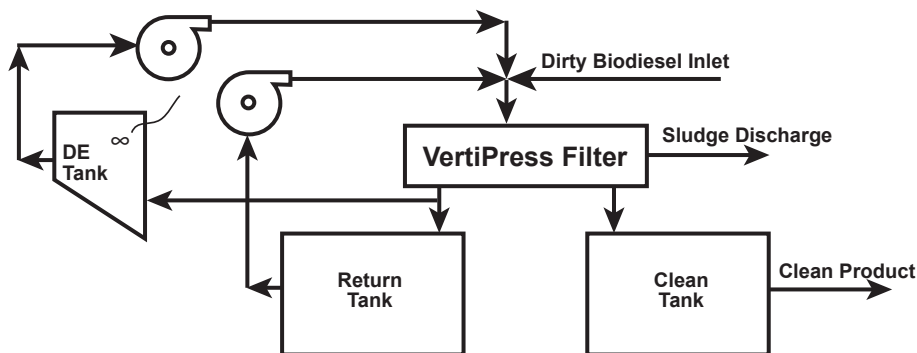 Dirty Biodiesel Inlet
DE
Tank
VertiPress Filter
Sludge Discharge
Return
Tank
Clean
Tank
Clean Product